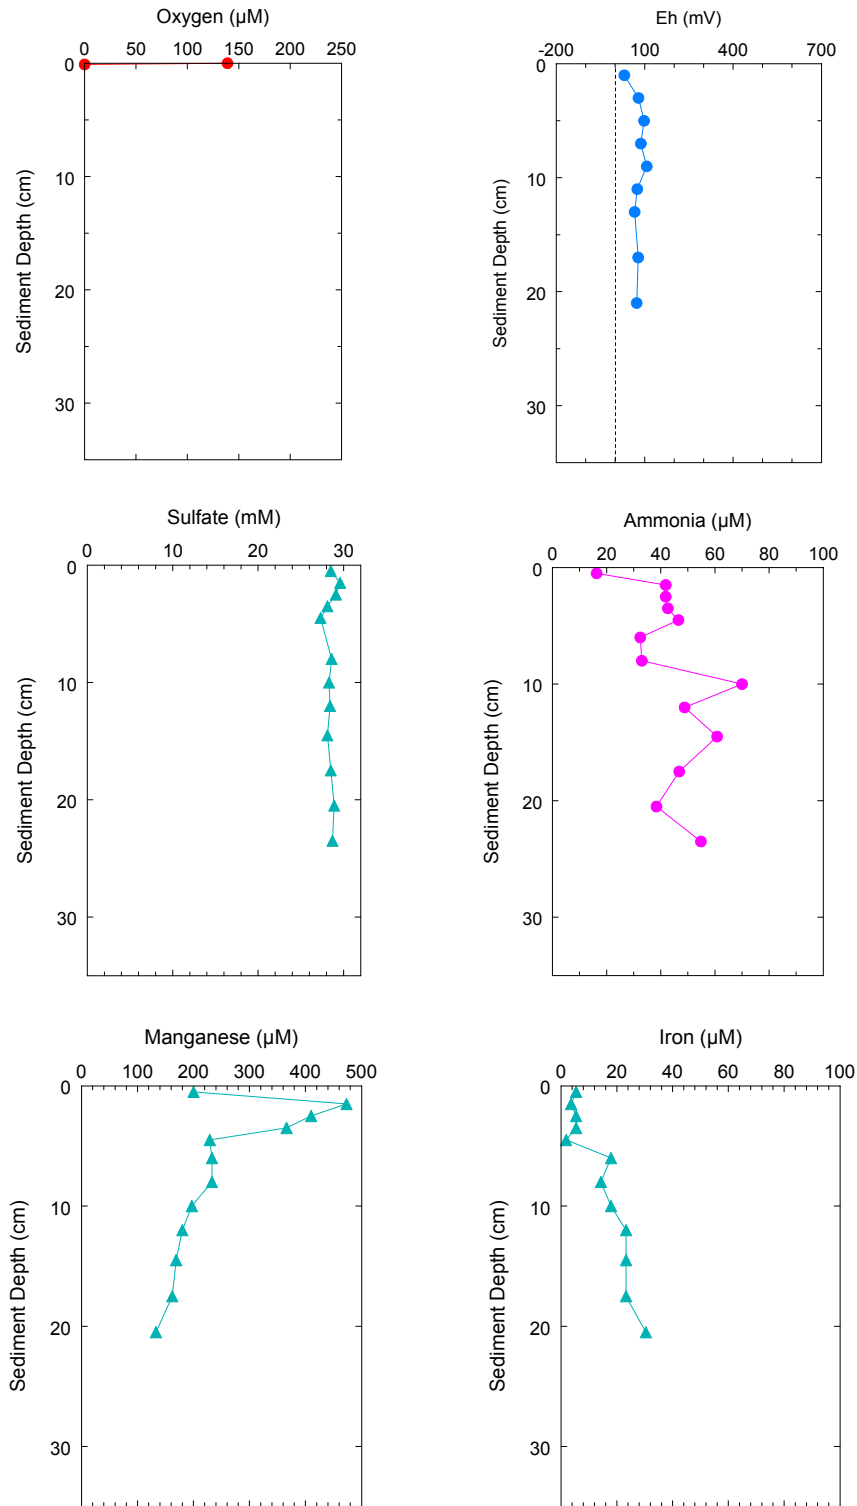 Oxygen (µM)
0 50 100 150 200 250
0
10
20
30
Sediment Depth (cm)
Eh (mV)
-200 100 400 700
0
10
20
30
Sediment Depth (cm)
Sulfate (mM)
0 10 20 30
0
10
20
30
Sediment Depth (cm)
Ammonia (µM)
0 20 40 60 80 100
0
10
20
30
Sediment Depth (cm)
Manganese (µM)
0 100 200 300 400 500
0
10
20
30
Sediment Depth (cm)
Iron (µM)
0 20 40 60 80 100
0
10
20
30
Sediment Depth (cm)